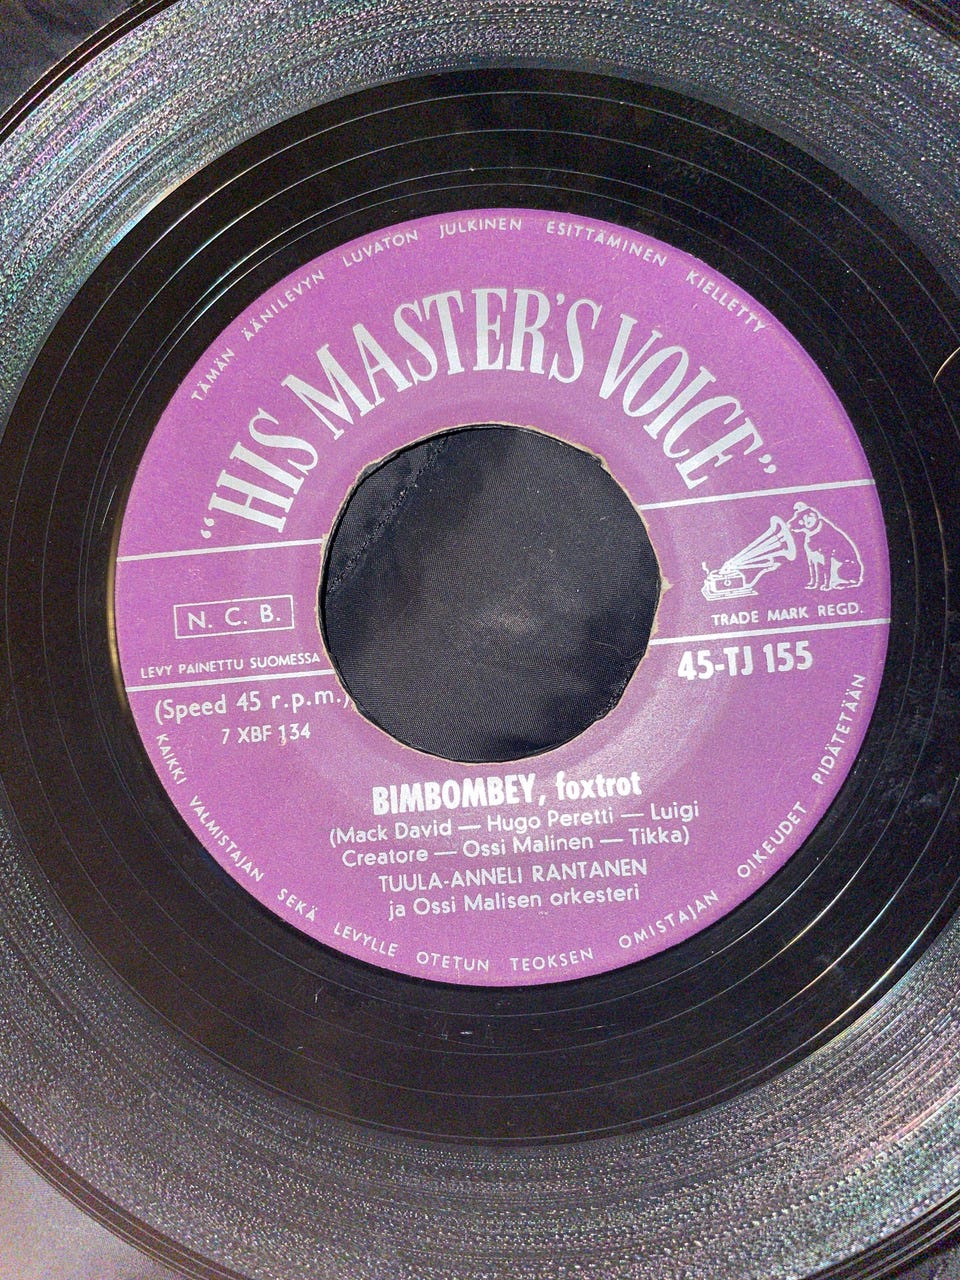 TÄMÄN ÄÄNILEVYN LUVATON JULKINEN ESITTÄMINEN KIELLETTY
“HIS MASTER'S VOICE”
N. C. B.
TRADE MARK REGD.
LEVY PAINETTU SUOMESSA
45-TJ 155
(Speed 45 r.p.m.)
7 XBF 134
BIMBOMBEY, foxtrot
(Mack David — Hugo Peretti — Luigi
Creatore — Ossi Malinen — Tikka)
TUULA-ANNELI RANTANEN
ja Ossi Malisen orkesteri
KAIKKI VALMISTAJAN SEKÄ LEVYLLE OTETUN TEOKSEN OMISTAJAN OIKEUDET PIDÄTETÄÄN